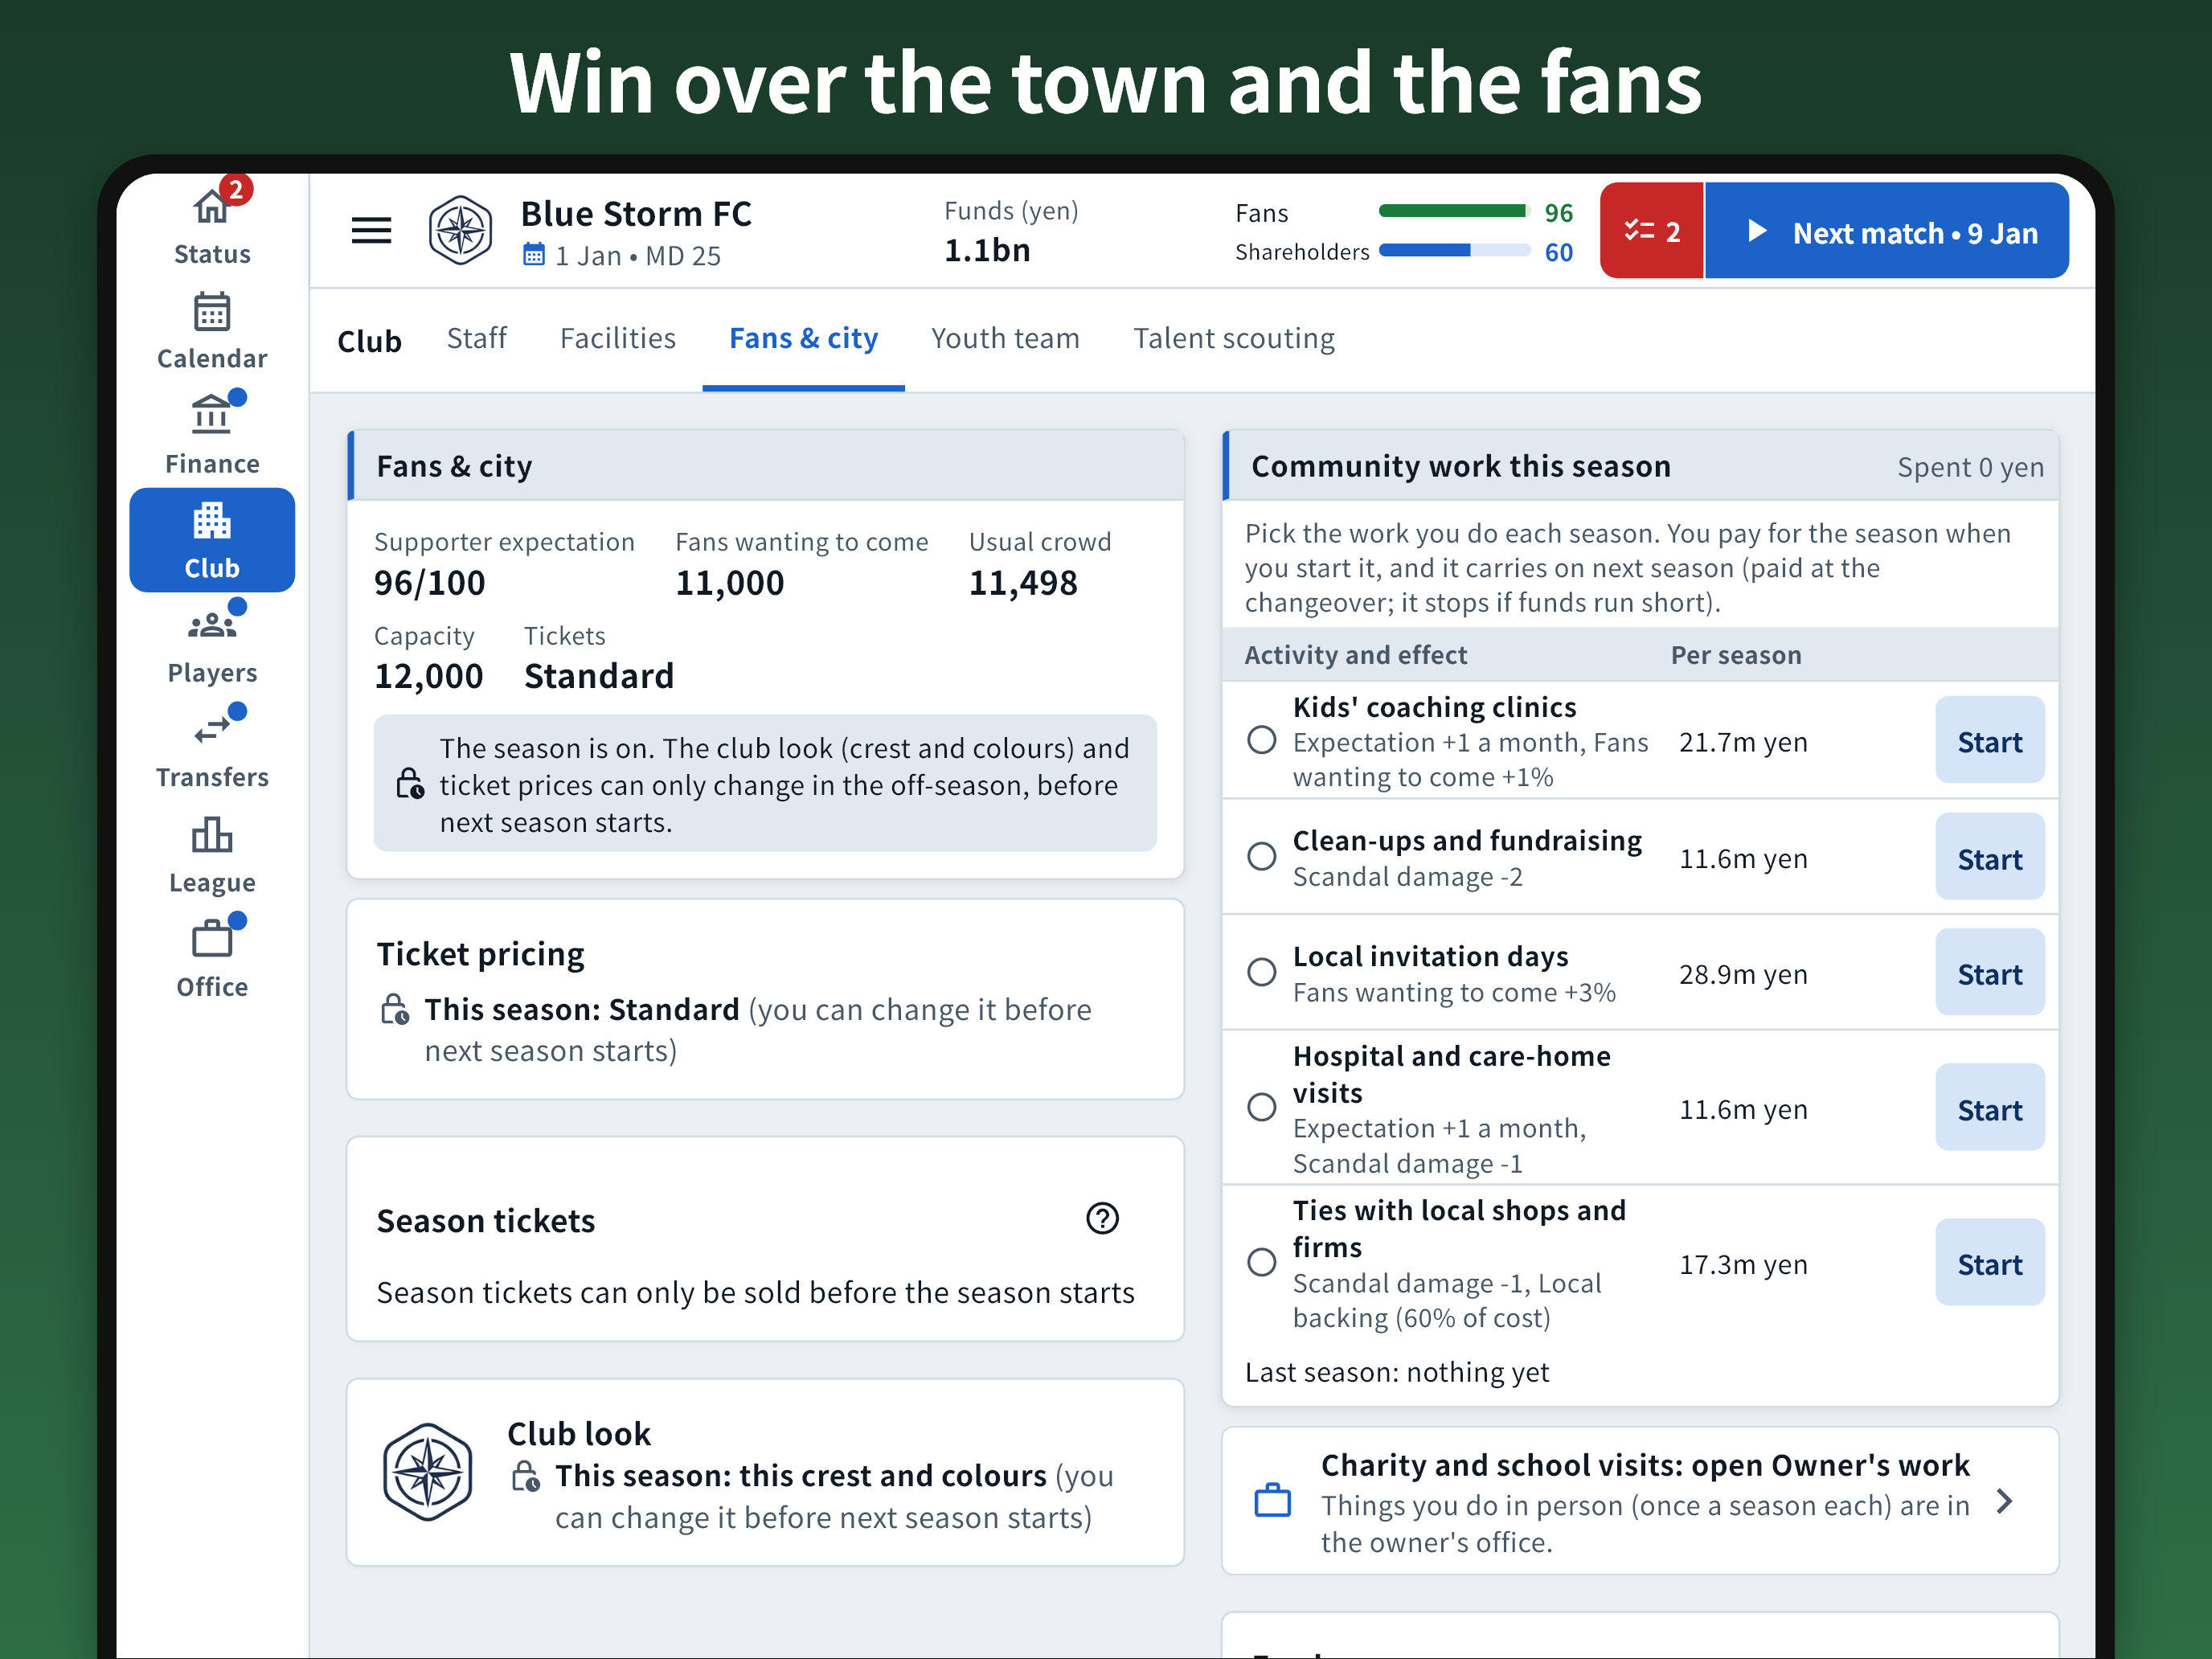 Win over the town and the fans
2
Status
Calendar
Finance
Club
Players
Transfers
League
Office
Blue Storm FC
1 Jan • MD 25
Funds (yen)
1.1bn
Fans 96
Shareholders 60
2
Next match • 9 Jan
Club Staff Facilities Fans & city Youth team Talent scouting
Fans & city
Supporter expectation Fans wanting to come Usual crowd
96/100 11,000 11,498
Capacity Tickets
12,000 Standard
The season is on. The club look (crest and colours) and
ticket prices can only change in the off-season, before
next season starts.
Ticket pricing
This season: Standard (you can change it before
next season starts)
Season tickets
Season tickets can only be sold before the season starts
Club look
This season: this crest and colours (you
can change it before next season starts)
Community work this season Spent 0 yen
Pick the work you do each season. You pay for the season when
you start it, and it carries on next season (paid at the
changeover; it stops if funds run short).
Activity and effect Per season
Kids' coaching clinics
Expectation +1 a month, Fans
wanting to come +1%
21.7m yen
Start
Clean-ups and fundraising
Scandal damage -2
11.6m yen
Start
Local invitation days
Fans wanting to come +3%
28.9m yen
Start
Hospital and care-home
visits
Expectation +1 a month,
Scandal damage -1
11.6m yen
Start
Ties with local shops and
firms
Scandal damage -1, Local
backing (60% of cost)
17.3m yen
Start
Last season: nothing yet
Charity and school visits: open Owner's work
Things you do in person (once a season each) are in
the owner's office.